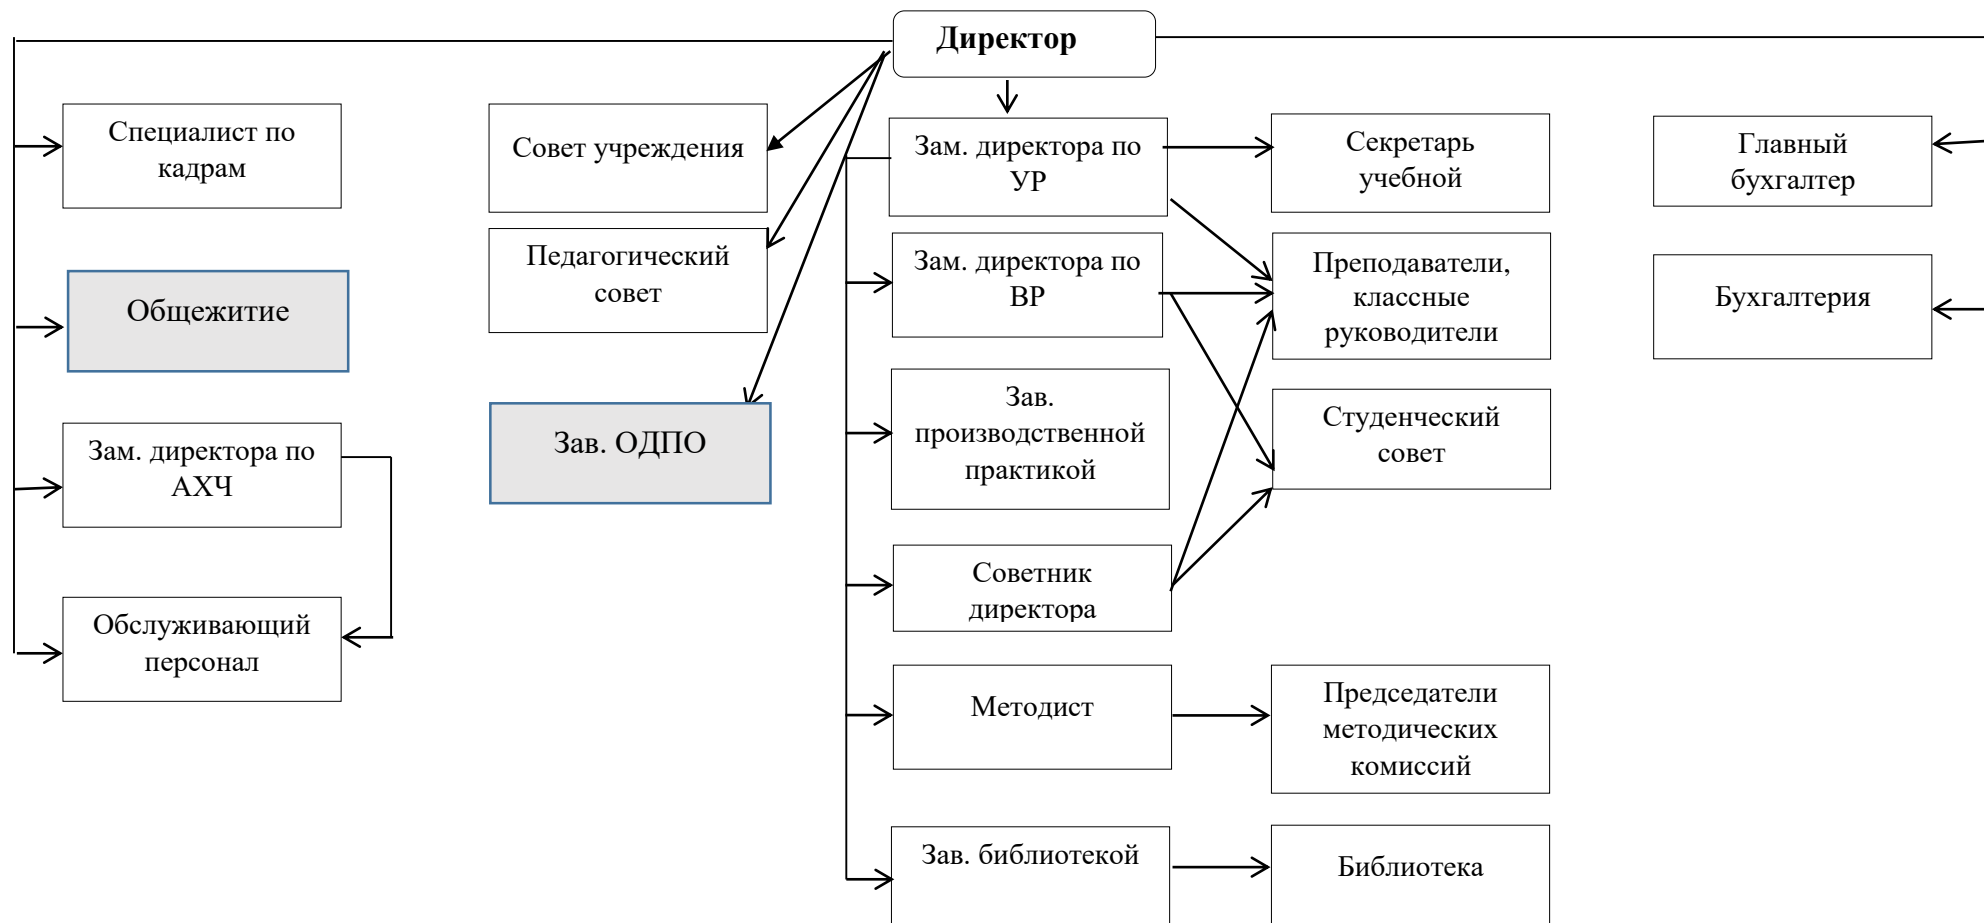 Директор
Специалист по
кадрам
Общежитие
Зам. директора по
АХЧ
Обслуживающий
персонал
Совет учреждения
Педагогический
совет
Зав. ОДПО
Зам. директора по
УР
Зам. директора по
ВР
Зав.
производственной
практикой
Советник
директора
Методист
Зав. библиотекой
Секретарь
учебной
Преподаватели,
классные
руководители
Студенческий
совет
Председатели
методических
комиссий
Библиотека
Главный
бухгалтер
Бухгалтерия